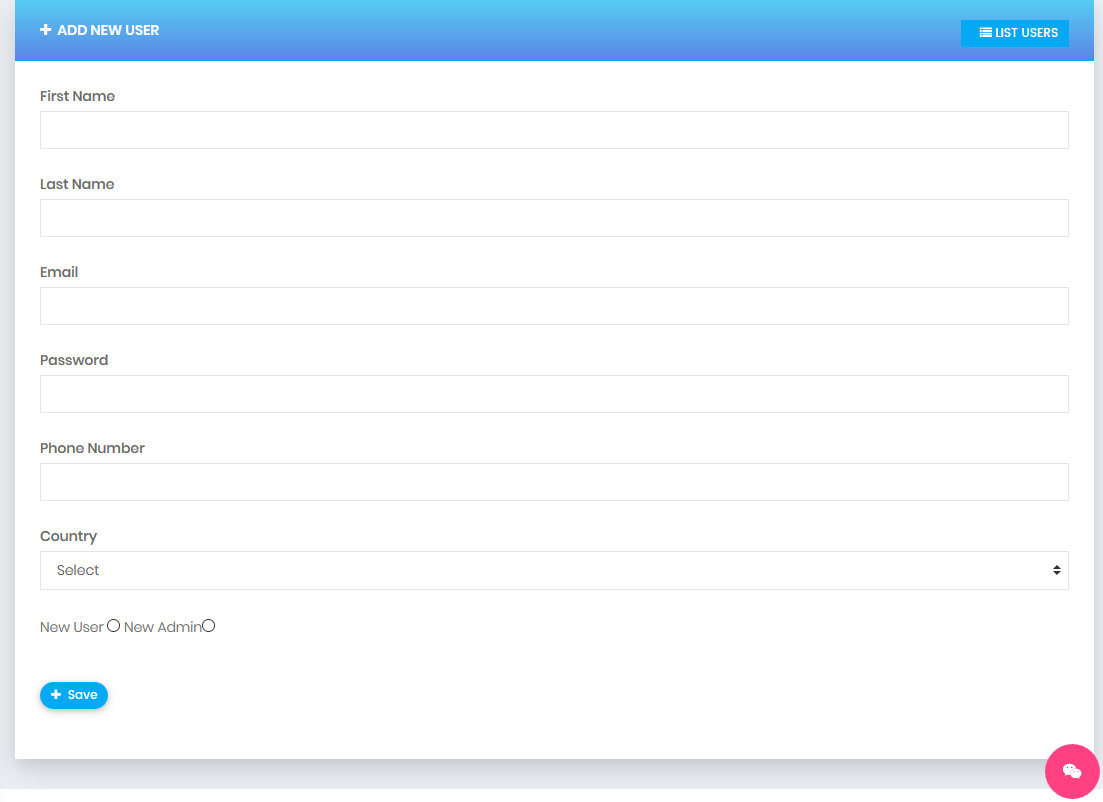 ADD NEW USER
LIST USERS
First Name
Last Name
Email
Password
Phone Number
Country
Select
New User New Admin
Save